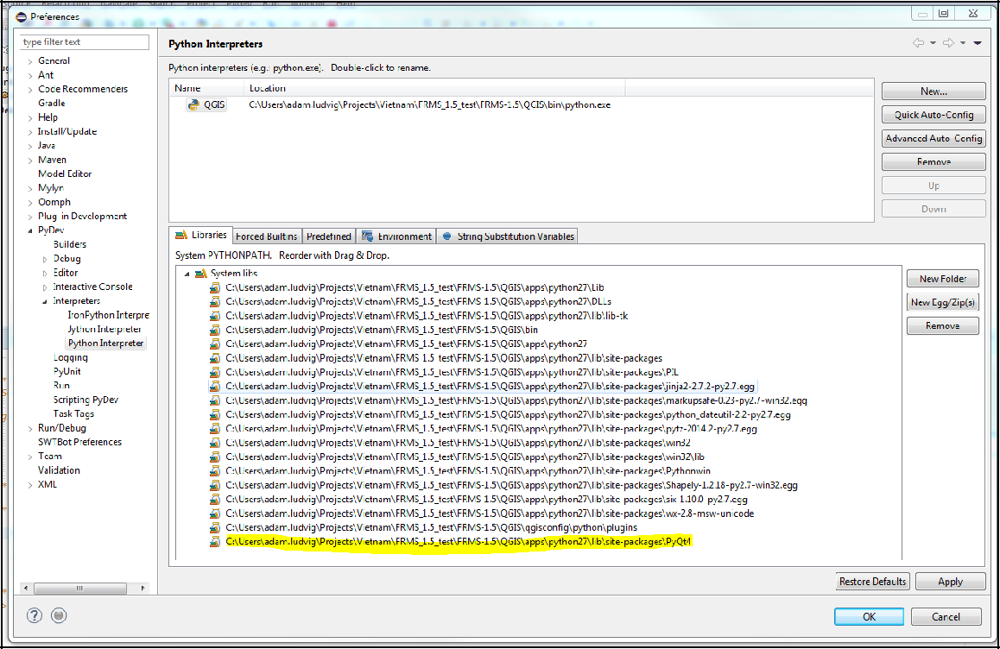 Preferences
type filter text
General
Ant
Code Recommenders
Gradle
Help
Install/Update
Java
Maven
Model Editor
Mylyn
Oomph
Plug-in Development
PyDev
Builders
Debug
Editor
Interactive Console
Interpreters
IronPython Interpre
Jython Interpreter
Python Interpreter
Logging
PyUnit
Run
Scripting PyDev
Task Tags
Run/Debug
SWTBot Preferences
Team
Validation
XML
Python Interpreters
Python interpreters (e.g.: python.exe). Double-click to rename.
Name Location
QGIS C:\Users\adam.ludvig\Projects\Vietnam\FRMS_1.5_test\FRMS-1.5\QGIS\bin\python.exe
New...
Quick Auto-Config
Advanced Auto-Config
Remove
Up
Down
Libraries Forced Builtins Predefined Environment String Substitution Variables
System PYTHONPATH. Reorder with Drag & Drop.
System libs
C:\Users\adam.ludvig\Projects\Vietnam\FRMS_1.5_test\FRMS-1.5\QGIS\apps\python27\Lib
C:\Users\adam.ludvig\Projects\Vietnam\FRMS_1.5_test\FRMS-1.5\QGIS\apps\python27\DLLs
C:\Users\adam.ludvig\Projects\Vietnam\FRMS_1.5_test\FRMS-1.5\QGIS\apps\python27\lib\lib-tk
C:\Users\adam.ludvig\Projects\Vietnam\FRMS_1.5_test\FRMS-1.5\QGIS\bin
C:\Users\adam.ludvig\Projects\Vietnam\FRMS_1.5_test\FRMS-1.5\QGIS\apps\python27
C:\Users\adam.ludvig\Projects\Vietnam\FRMS_1.5_test\FRMS-1.5\QGIS\apps\python27\lib\site-packages
C:\Users\adam.ludvig\Projects\Vietnam\FRMS_1.5_test\FRMS-1.5\QGIS\apps\python27\lib\site-packages\PIL
C:\Users\adam.ludvig\Projects\Vietnam\FRMS_1.5_test\FRMS-1.5\QGIS\apps\python27\lib\site-packages\jinja2-2.7.2-py2.7.egg
C:\Users\adam.ludvig\Projects\Vietnam\FRMS_1.5_test\FRMS-1.5\QGIS\apps\python27\lib\site-packages\markupsafe-0.23-py2.7-win32.egg
C:\Users\adam.ludvig\Projects\Vietnam\FRMS_1.5_test\FRMS-1.5\QGIS\apps\python27\lib\site-packages\python_dateutil-2.2-py2.7.egg
C:\Users\adam.ludvig\Projects\Vietnam\FRMS_1.5_test\FRMS-1.5\QGIS\apps\python27\lib\site-packages\pytz-2014.2-py2.7.egg
C:\Users\adam.ludvig\Projects\Vietnam\FRMS_1.5_test\FRMS-1.5\QGIS\apps\python27\lib\site-packages\win32
C:\Users\adam.ludvig\Projects\Vietnam\FRMS_1.5_test\FRMS-1.5\QGIS\apps\python27\lib\site-packages\win32\lib
C:\Users\adam.ludvig\Projects\Vietnam\FRMS_1.5_test\FRMS-1.5\QGIS\apps\python27\lib\site-packages\Pythonwin
C:\Users\adam.ludvig\Projects\Vietnam\FRMS_1.5_test\FRMS-1.5\QGIS\apps\python27\lib\site-packages\Shapely-1.2.18-py2.7-win32.egg
C:\Users\adam.ludvig\Projects\Vietnam\FRMS_1.5_test\FRMS-1.5\QGIS\apps\python27\lib\site-packages\six-1.10.0-py2.7.egg
C:\Users\adam.ludvig\Projects\Vietnam\FRMS_1.5_test\FRMS-1.5\QGIS\apps\python27\lib\site-packages\wx-2.8-msw-unicode
C:\Users\adam.ludvig\Projects\Vietnam\FRMS_1.5_test\FRMS-1.5\QGIS\qgisconfig\python\plugins
C:\Users\adam.ludvig\Projects\Vietnam\FRMS_1.5_test\FRMS-1.5\QGIS\apps\python27\lib\site-packages\PyQt4
New Folder
New Egg/Zip(s)
Remove
Restore Defaults Apply
OK Cancel